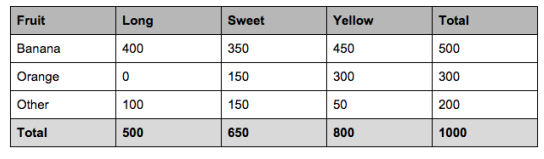 Fruit Long Sweet Yellow Total
Banana 400 350 450 500
Orange 0 150 300 300
Other 100 150 50 200
Total 500 650 800 1000